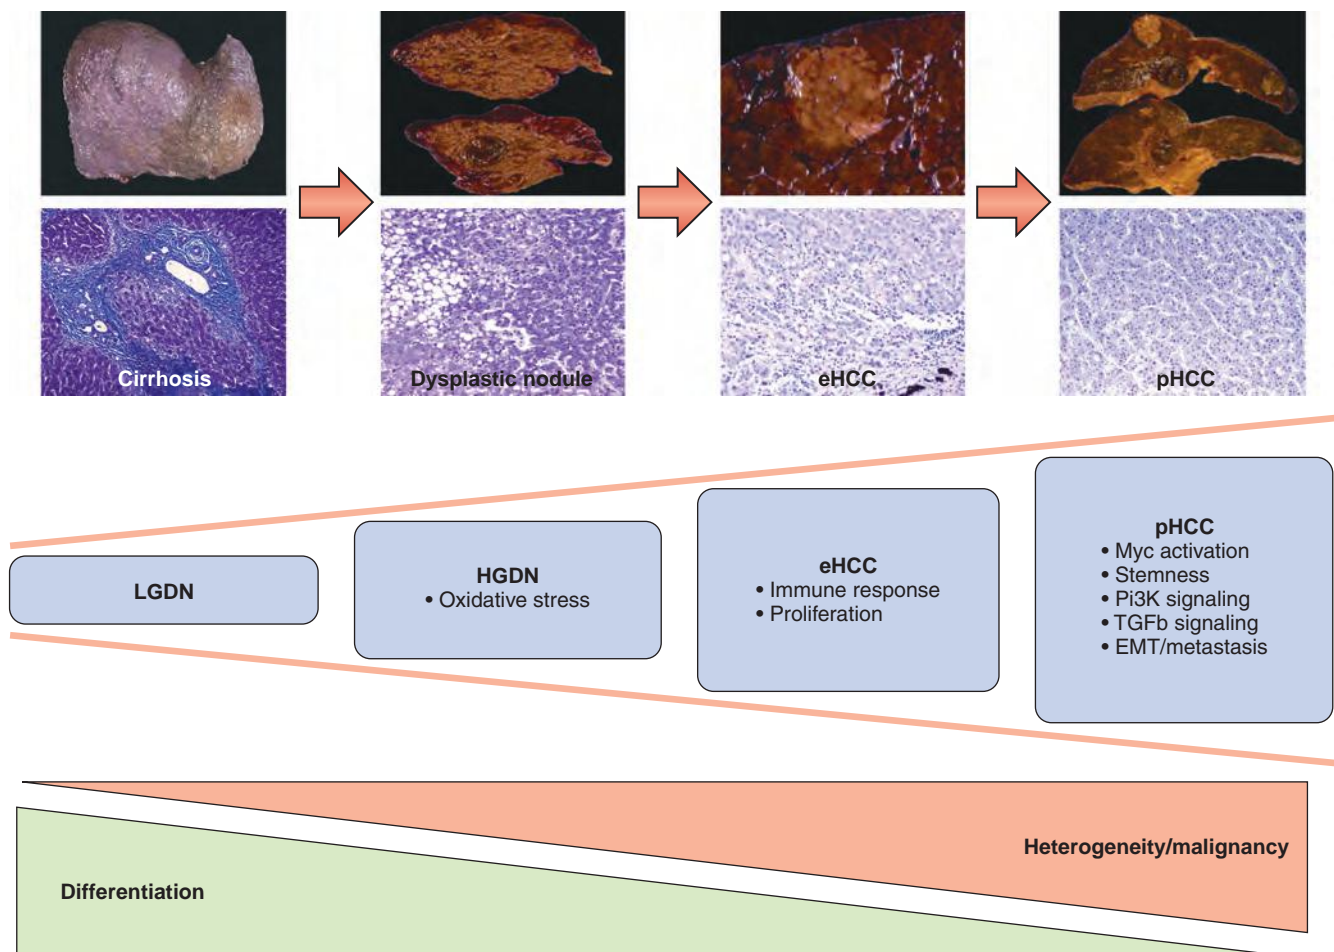 Cirrhosis
Dysplastic nodule
eHCC
pHCC
LGDN
HGDN
• Oxidative stress
eHCC
• Immune response
• Proliferation
pHCC
• Myc activation
• Stemness
• Pi3K signaling
• TGFb signaling
• EMT/metastasis
Heterogeneity/malignancy
Differentiation